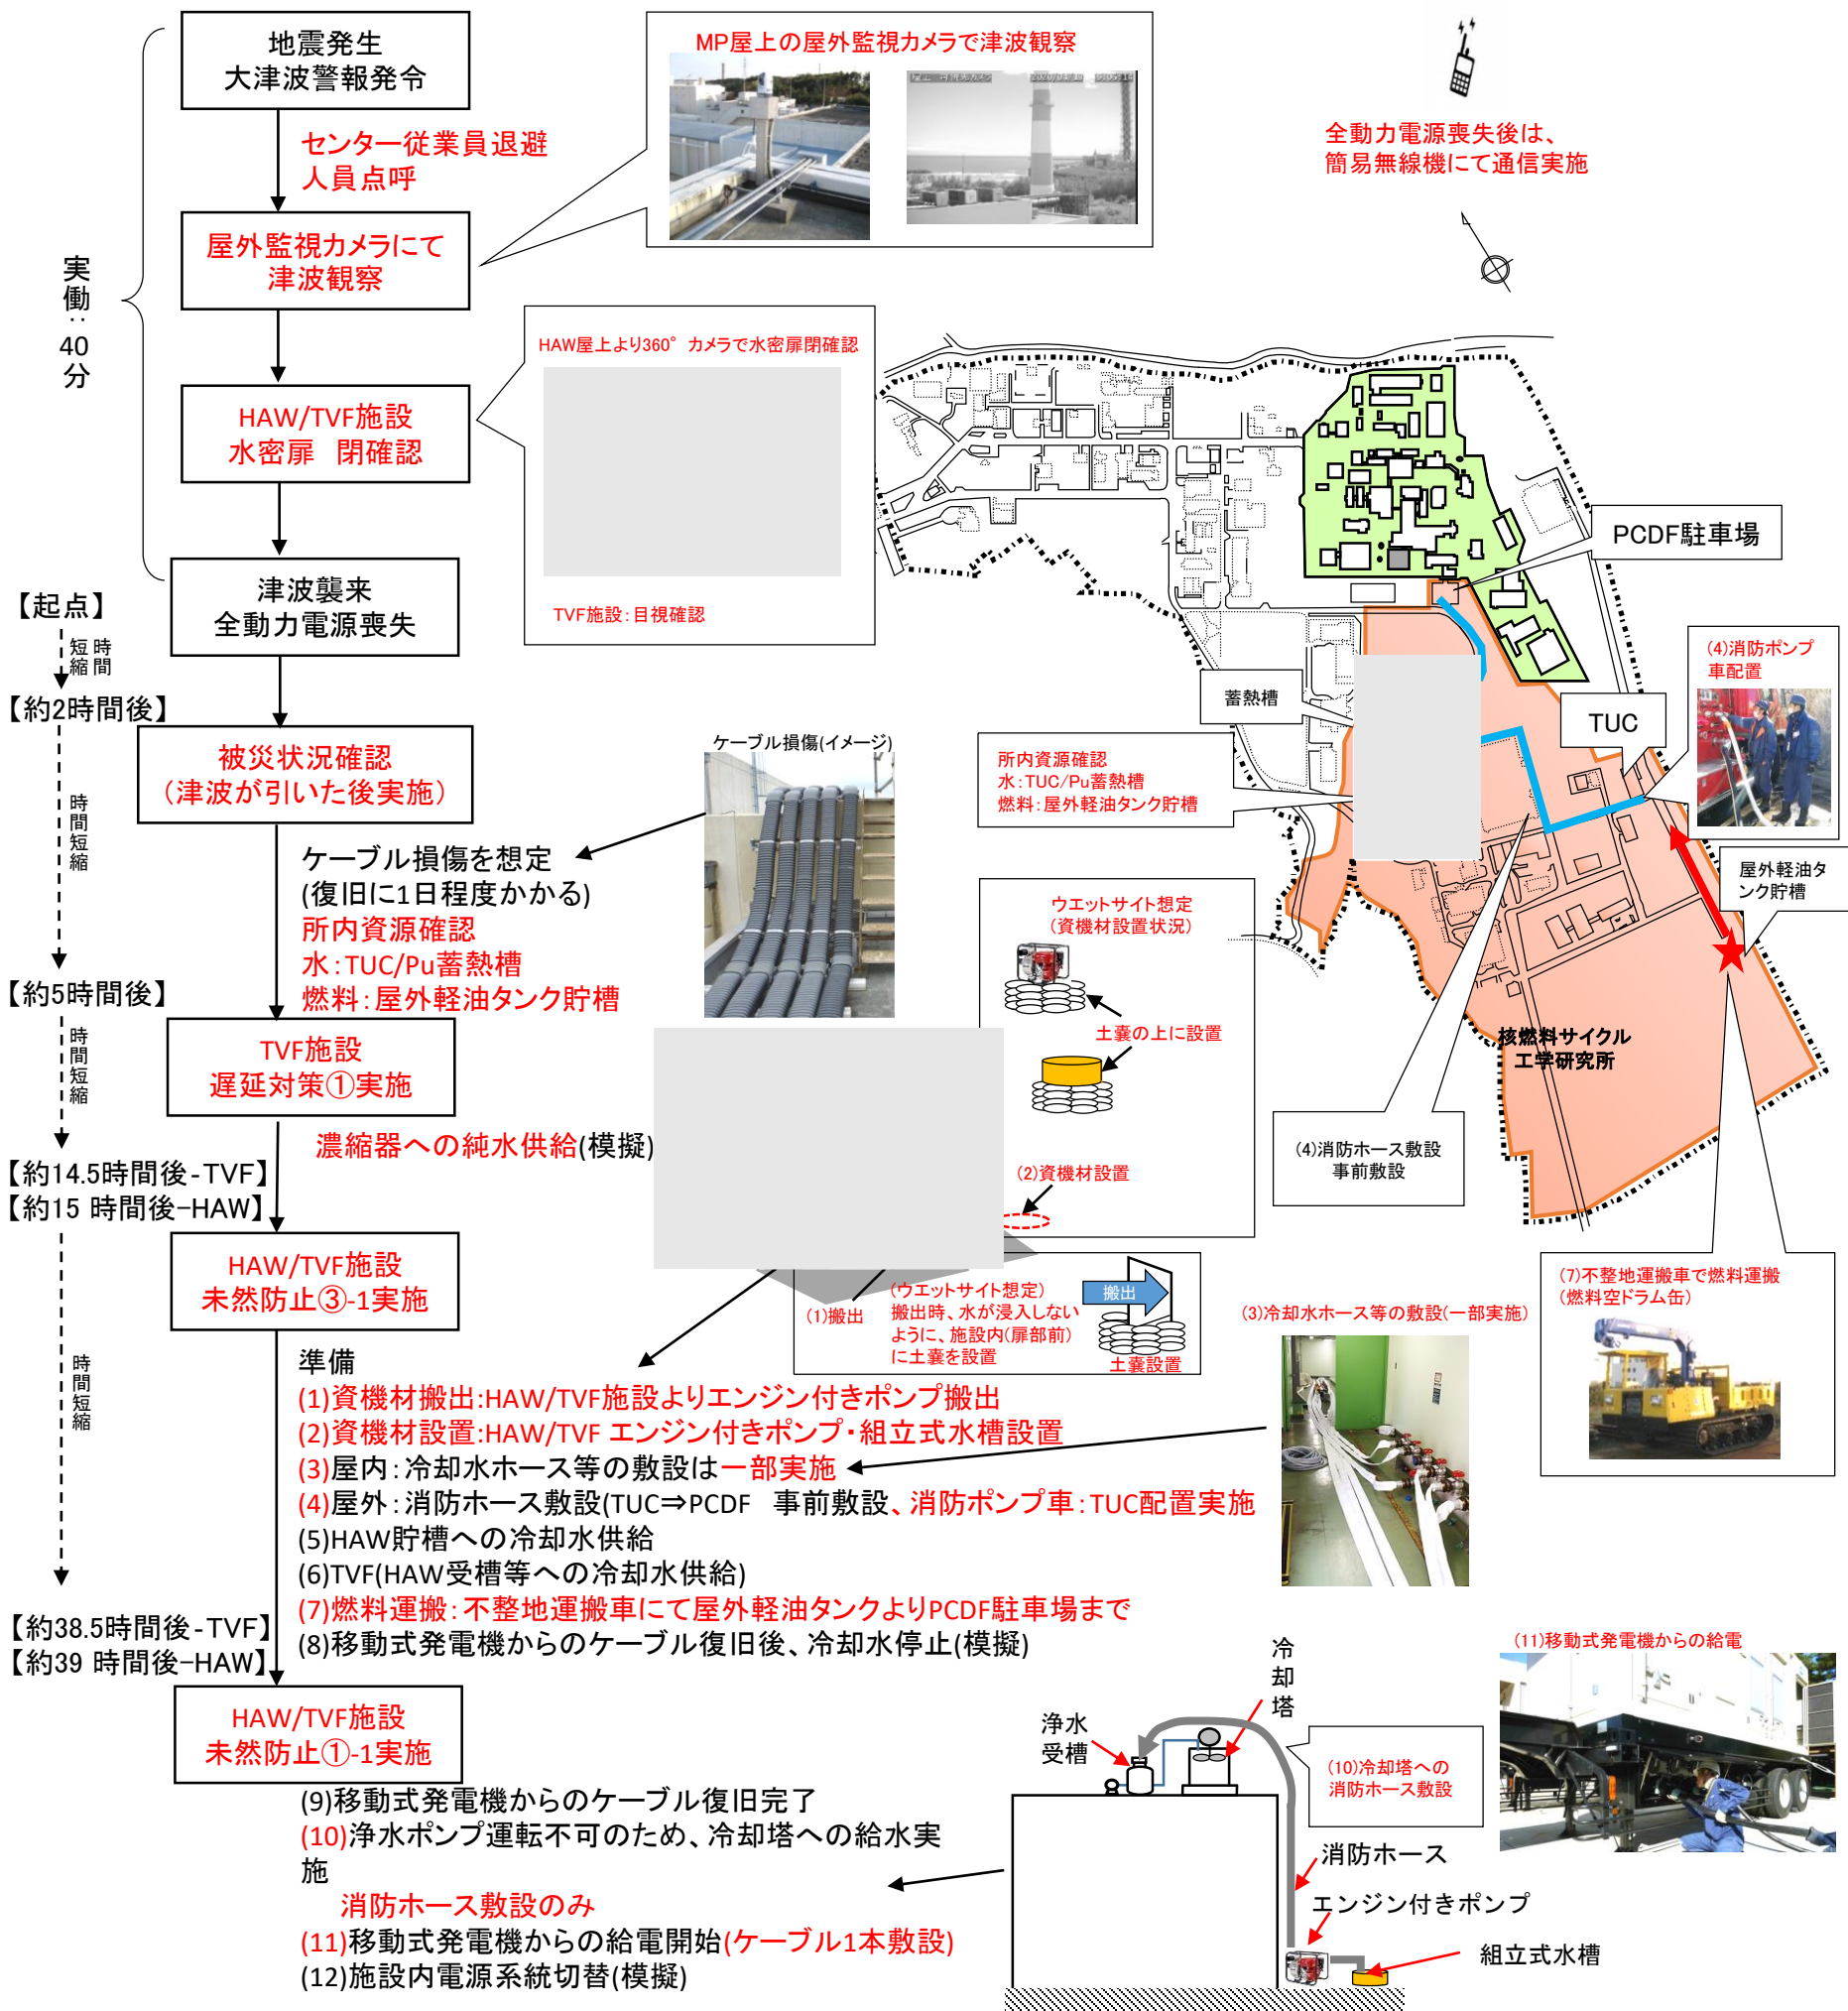 地震発生
大津波警報発令
センター従業員退避
人員点呼
屋外監視カメラにて
津波観察
実働:40分
HAW/TVF施設
水密扉　閉確認
津波襲来
全動力電源喪失
【起点】
時間短縮
【約2時間後】
被災状況確認
(津波が引いた後実施)
時間短縮
ケーブル損傷を想定
(復旧に1日程度かかる)
所内資源確認
水:TUC/Pu蓄熱槽
燃料:屋外軽油タンク貯槽
【約5時間後】
TVF施設
遅延対策①実施
時間短縮
濃縮器への純水供給(模擬)
【約14.5時間後-TVF】
【約15 時間後−HAW】
HAW/TVF施設
未然防止③-1実施
時間短縮
準備
(1)資機材搬出:HAW/TVF施設よりエンジン付きポンプ搬出
(2)資機材設置:HAW/TVF エンジン付きポンプ・組立式水槽設置
(3)屋内:冷却水ホース等の敷設は一部実施
(4)屋外:消防ホース敷設(TUC⇒PCDF　事前敷設、消防ポンプ車:TUC配置実施
(5)HAW貯槽への冷却水供給
(6)TVF(HAW受槽等への冷却水供給)
(7)燃料運搬:不整地運搬車にて屋外軽油タンクよりPCDF駐車場まで
(8)移動式発電機からのケーブル復旧後、冷却水停止(模擬)
【約38.5時間後-TVF】
【約39 時間後−HAW】
HAW/TVF施設
未然防止①-1実施
(9)移動式発電機からのケーブル復旧完了
(10)浄水ポンプ運転不可のため、冷却塔への給水実
施
消防ホース敷設のみ
(11)移動式発電機からの給電開始(ケーブル1本敷設)
(12)施設内電源系統切替(模擬)
MP屋上の屋外監視カメラで津波観察
HAW屋上より360°カメラで水密扉閉確認
TVF施設:目視確認
全動力電源喪失後は、
簡易無線機にて通信実施
PCDF駐車場
(4)消防ポンプ
車配置
蓄熱槽
TUC
所内資源確認
水:TUC/Pu蓄熱槽
燃料:屋外軽油タンク貯槽
屋外軽油タ
ンク貯槽
核燃料サイクル
工学研究所
(4)消防ホース敷設
事前敷設
ケーブル損傷(イメージ)
ウエットサイト想定
(資機材設置状況)
土嚢の上に設置
(2)資機材設置
(1)搬出
(ウエットサイト想定)
搬出時、水が浸入しない
ように、施設内(扉部前)
に土嚢を設置
搬出
土嚢設置
(3)冷却水ホース等の敷設(一部実施)
(7)不整地運搬車で燃料運搬
(燃料空ドラム缶)
(11)移動式発電機からの給電
冷却塔
浄水
受槽
(10)冷却塔への
消防ホース敷設
消防ホース
エンジン付きポンプ
組立式水槽